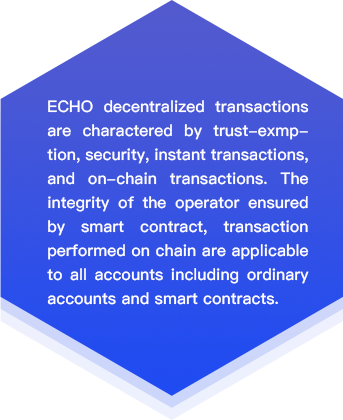 ECHO decentralized transactions
are charactered by trust-exmp-
tion, security, instant transactions,
and on-chain transactions. The
integrity of the operator ensured
by smart contract, transaction
performed on chain are applicable
to all accounts including ordinary
accounts and smart contracts.